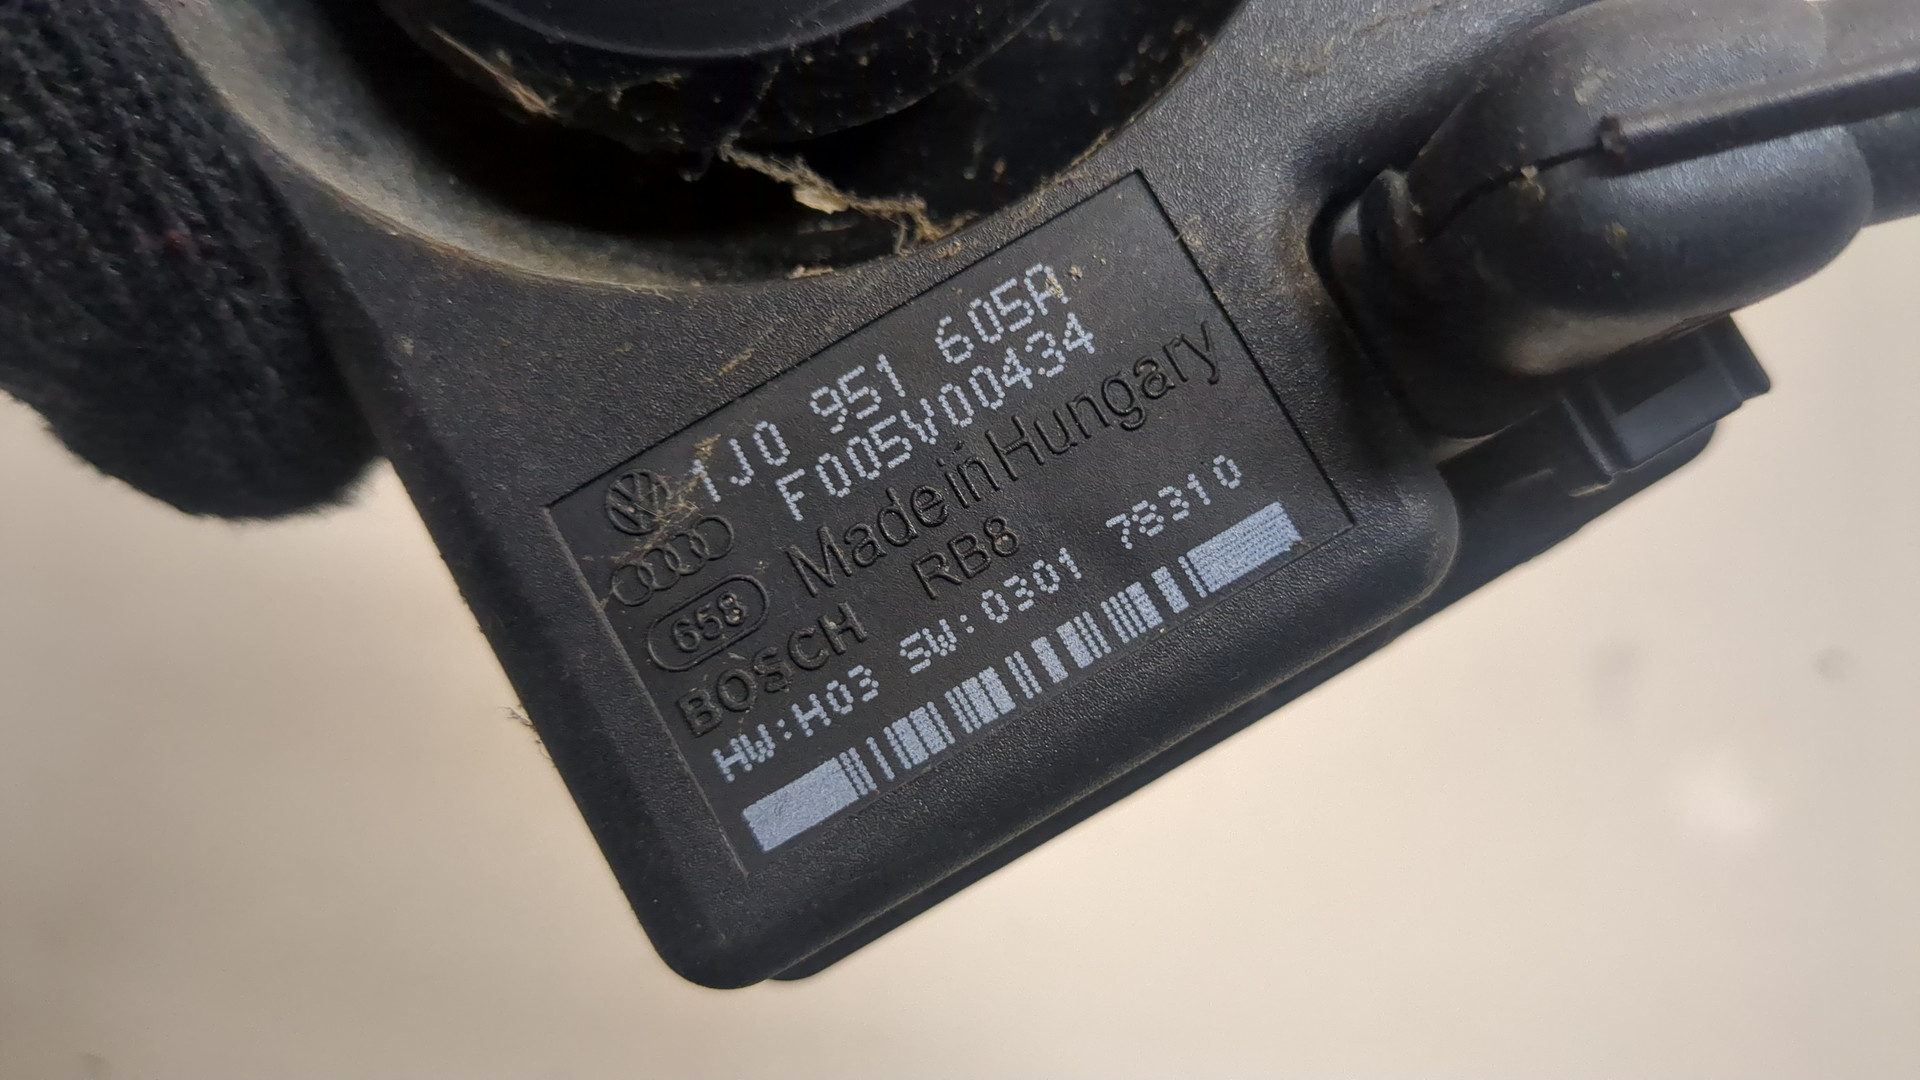 1J0 951 605A
F005V00434
Made in Hungary
658
RB8
BOSCH
HW:H03 SW:0301 78310